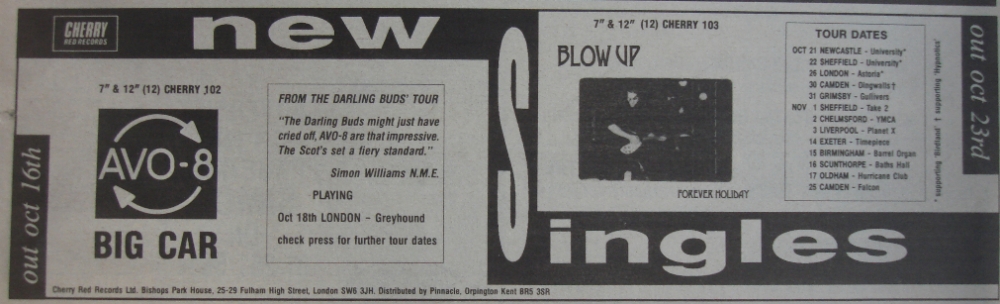 CHERRY
RED RECORDS
new
Singles
out oct 16th
7" & 12" (12) CHERRY 102
AVO-8
BIG CAR
FROM THE DARLING BUDS' TOUR
"The Darling Buds might just have
cried off, AVO-8 are that impressive.
The Scot's set a fiery standard."
Simon Williams N.M.E.
PLAYING
Oct 18th LONDON - Greyhound
check press for further tour dates
7" & 12" (12) CHERRY 103
BLOW UP
FOREVER HOLIDAY
TOUR DATES
OCT 21 NEWCASTLE - University*
22 SHEFFIELD - University*
26 LONDON - Astoria*
30 CAMDEN - Dingwalls †
31 GRIMSBY - Gullivers
NOV 1 SHEFFIELD - Take 2
2 CHELMSFORD - YMCA
3 LIVERPOOL - Planet X
14 EXETER - Timepiece
15 BIRMINGHAM - Barrel Organ
16 SCUNTHORPE - Baths Hall
17 OLDHAM - Hurricane Club
25 CAMDEN - Falcon
* supporting 'Birdland' † supporting 'Hypnotics'
out oct 23rd
Cherry Red Records Ltd. Bishops Park House, 25-29 Fulham High Street, London SW6 3JH. Distributed by Pinnacle, Orpington Kent BR5 3SR